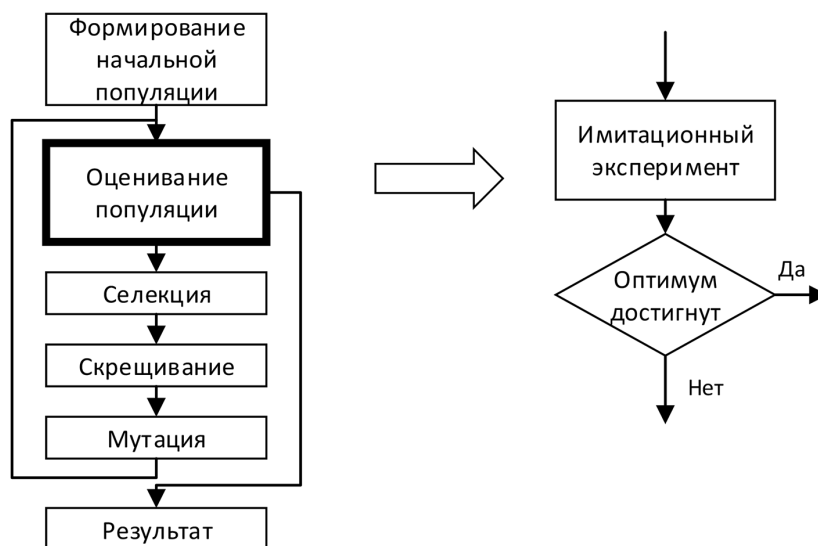 Формирование
начальной
популяции
Оценивание
популяции
Селекция
Скрещивание
Мутация
Результат
Имитационный
эксперимент
Оптимум
достигнут
Да
Нет